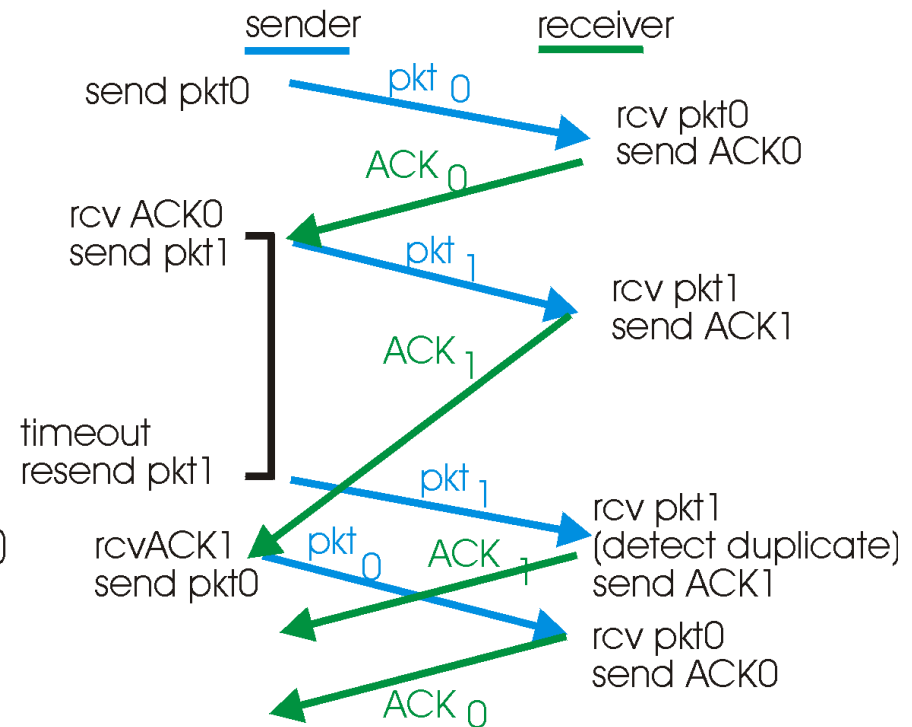 sender
receiver
send pkt0
pkt 0
rcv pkt0
send ACK0
ACK 0
rcv ACK0
send pkt1
pkt 1
rcv pkt1
send ACK1
ACK 1
timeout
resend pkt1
pkt 1
rcv pkt1
(detect duplicate)
send ACK1
)
rcvACK1
send pkt0
pkt 0
ACK 1
rcv pkt0
send ACK0
ACK 0